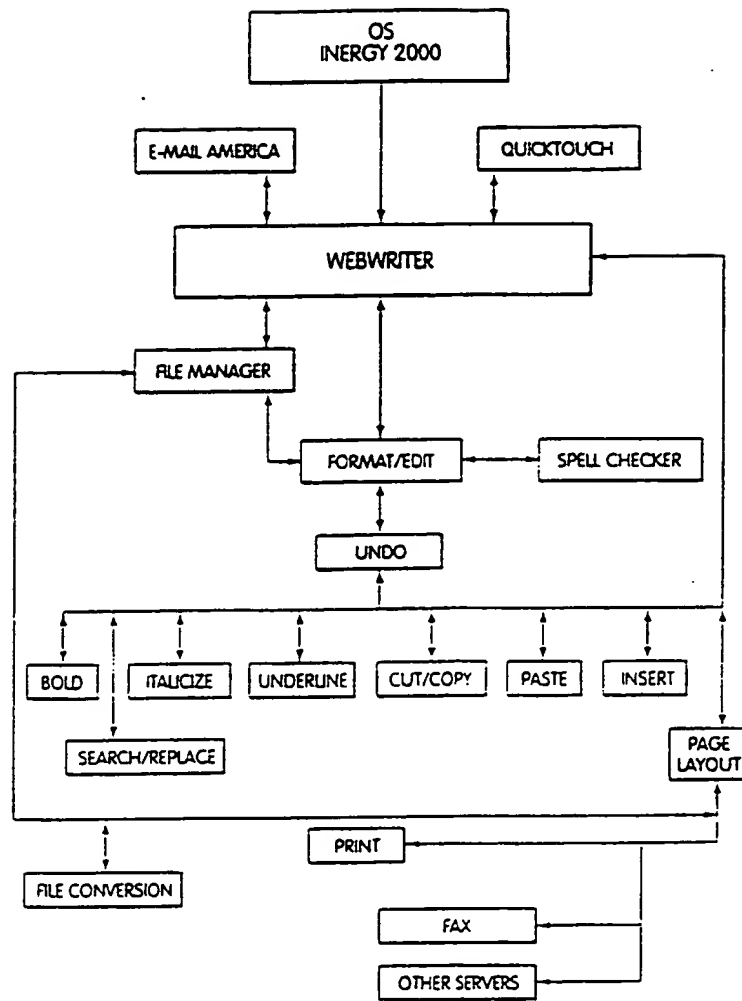 OS
INERGY 2000
E-MAIL AMERICA
QUICKTOUCH
WEBWRITER
FILE MANAGER
FORMAT/EDIT
SPELL CHECKER
UNDO
BOLD
ITALICIZE
UNDERLINE
CUT/COPY
PASTE
INSERT
SEARCH/REPLACE
PAGE
LAYOUT
PRINT
FILE CONVERSION
FAX
OTHER SERVERS